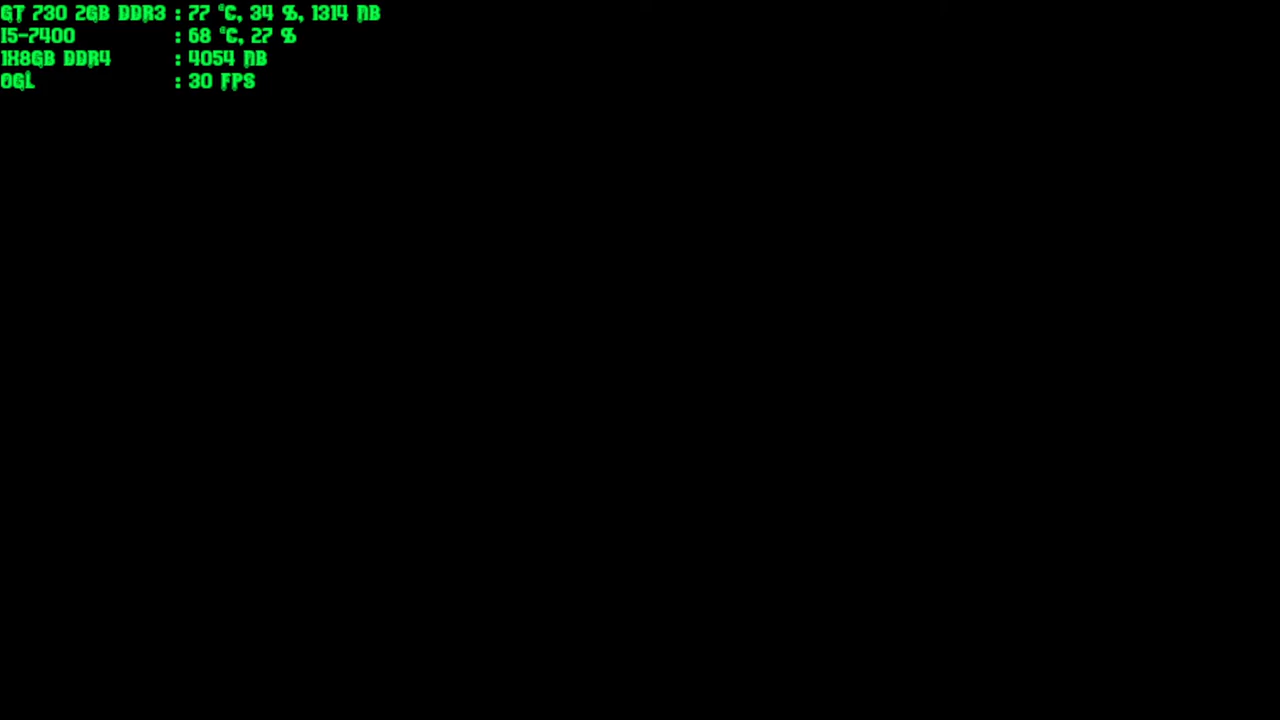 GT 730 2GB DDR3 : 77 °C, 34 %, 1314 MB
I5-7400 : 68 °C, 27 %
1X8GB DDR4 : 4054 MB
OGL : 30 FPS